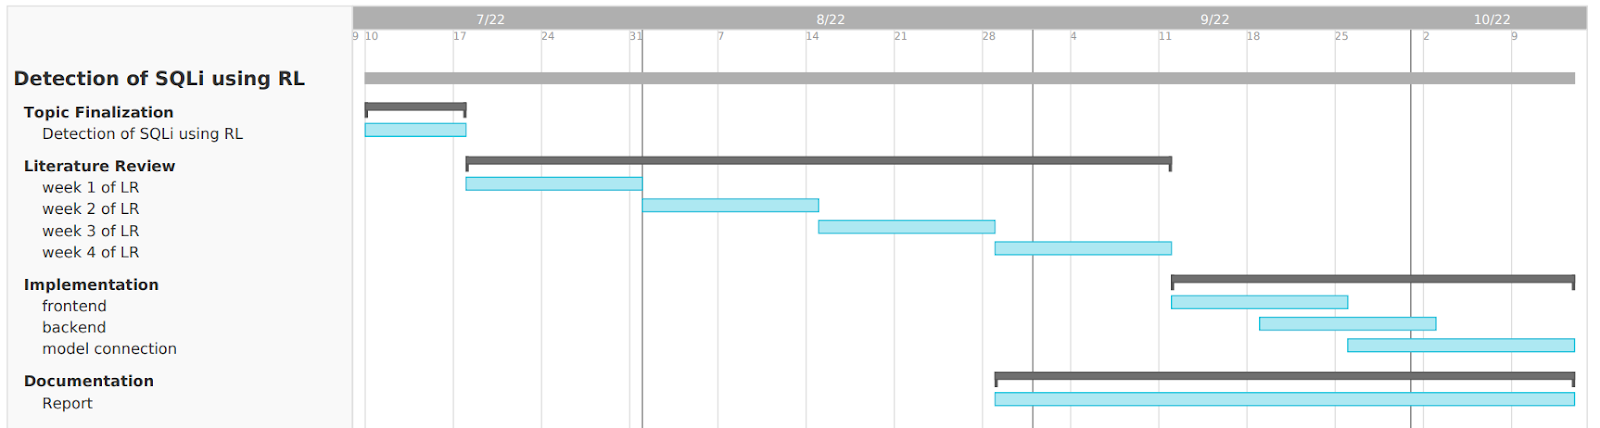 7/22 8/22 9/22 10/22
9 10 17 24 31 7 14 21 28 4 11 18 25 2 9
Detection of SQLi using RL
Topic Finalization
Detection of SQLi using RL
Literature Review
week 1 of LR
week 2 of LR
week 3 of LR
week 4 of LR
Implementation
frontend
backend
model connection
Documentation
Report